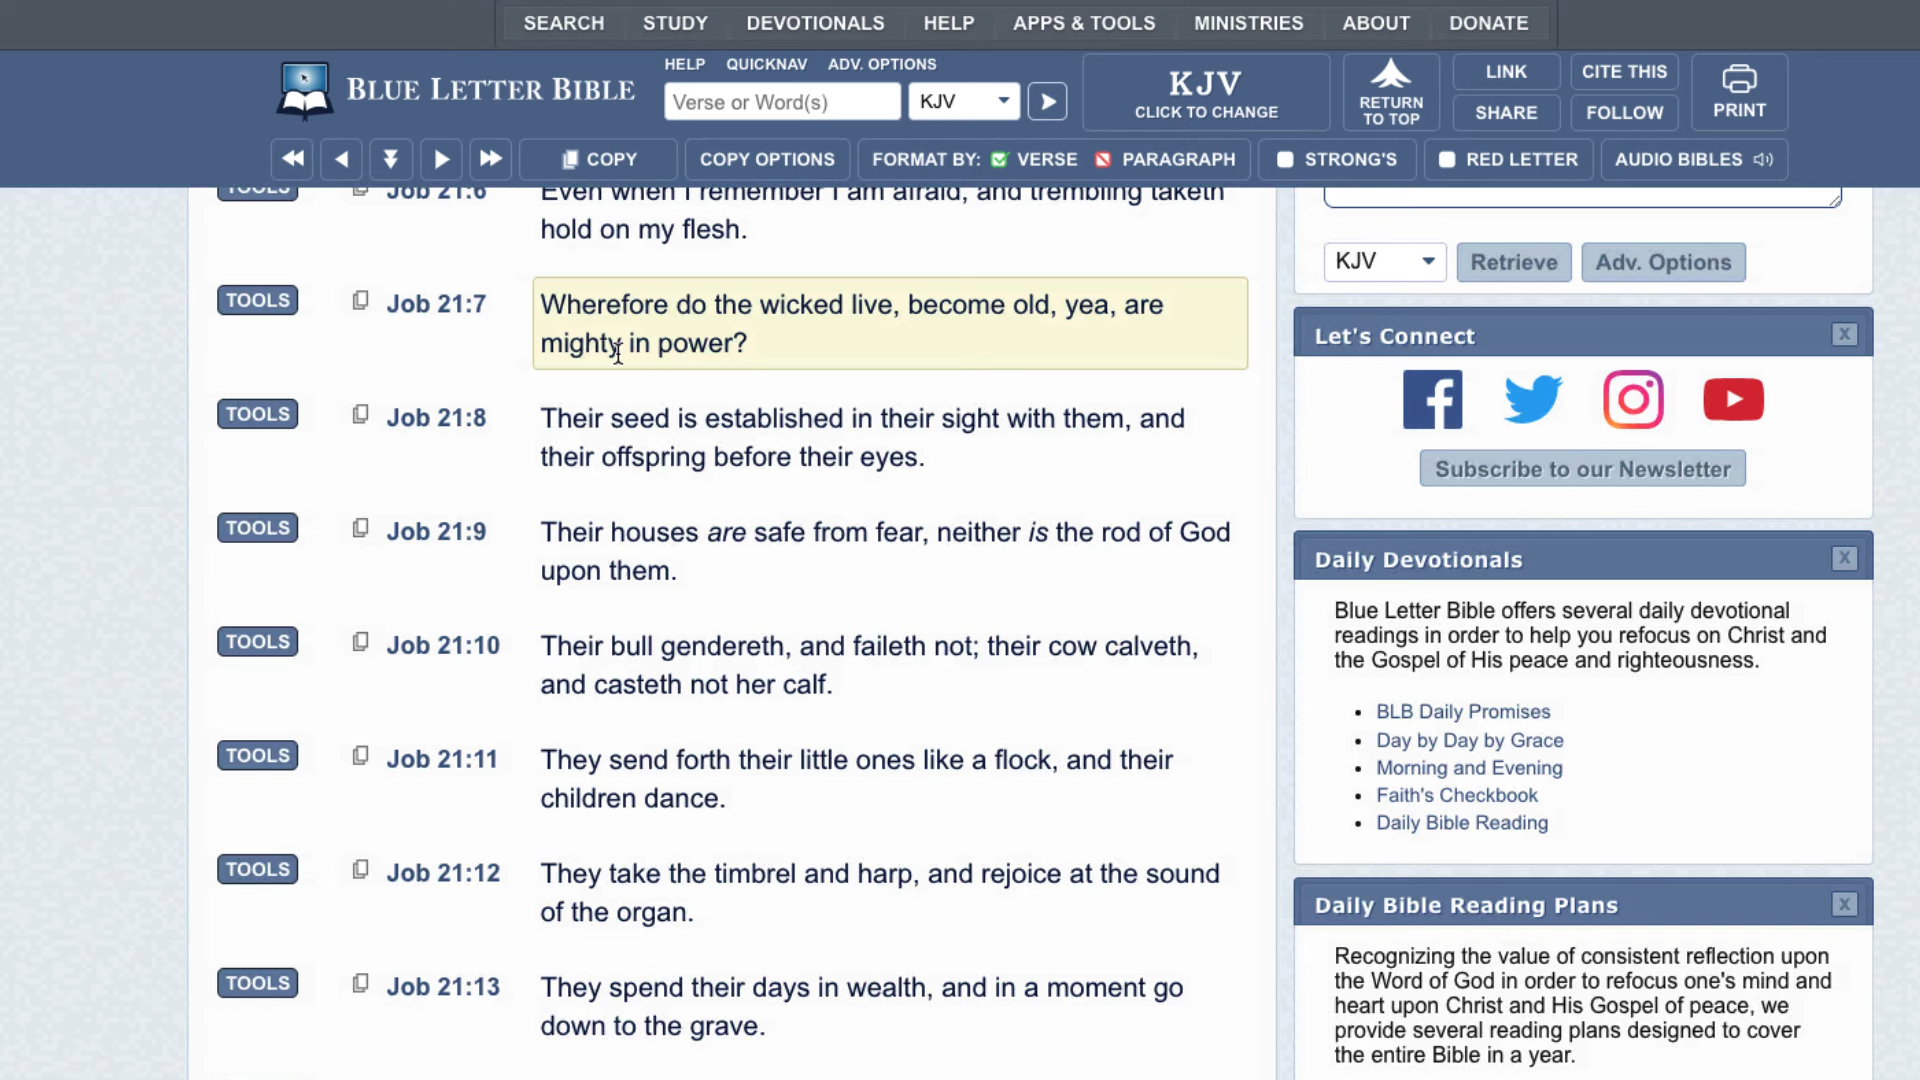 SEARCH STUDY DEVOTIONALS HELP APPS & TOOLS MINISTRIES ABOUT DONATE
BLUE LETTER BIBLE
HELP QUICKNAV ADV. OPTIONS
Verse or Word(s) KJV
KJV
CLICK TO CHANGE
RETURN
TO TOP
LINK CITE THIS
SHARE FOLLOW
PRINT
COPY COPY OPTIONS FORMAT BY: VERSE PARAGRAPH STRONG'S RED LETTER AUDIO BIBLES
TOOLS Job 21:6 Even when I remember I am afraid, and trembling taketh
hold on my flesh.
TOOLS Job 21:7 Wherefore do the wicked live, become old, yea, are
mighty in power?
TOOLS Job 21:8 Their seed is established in their sight with them, and
their offspring before their eyes.
TOOLS Job 21:9 Their houses are safe from fear, neither is the rod of God
upon them.
TOOLS Job 21:10 Their bull gendereth, and faileth not; their cow calveth,
and casteth not her calf.
TOOLS Job 21:11 They send forth their little ones like a flock, and their
children dance.
TOOLS Job 21:12 They take the timbrel and harp, and rejoice at the sound
of the organ.
TOOLS Job 21:13 They spend their days in wealth, and in a moment go
down to the grave.
KJV Retrieve Adv. Options
Let's Connect X
Subscribe to our Newsletter
Daily Devotionals X
Blue Letter Bible offers several daily devotional
readings in order to help you refocus on Christ and
the Gospel of His peace and righteousness.
• BLB Daily Promises
• Day by Day by Grace
• Morning and Evening
• Faith's Checkbook
• Daily Bible Reading
Daily Bible Reading Plans X
Recognizing the value of consistent reflection upon
the Word of God in order to refocus one's mind and
heart upon Christ and His Gospel of peace, we
provide several reading plans designed to cover
the entire Bible in a year.